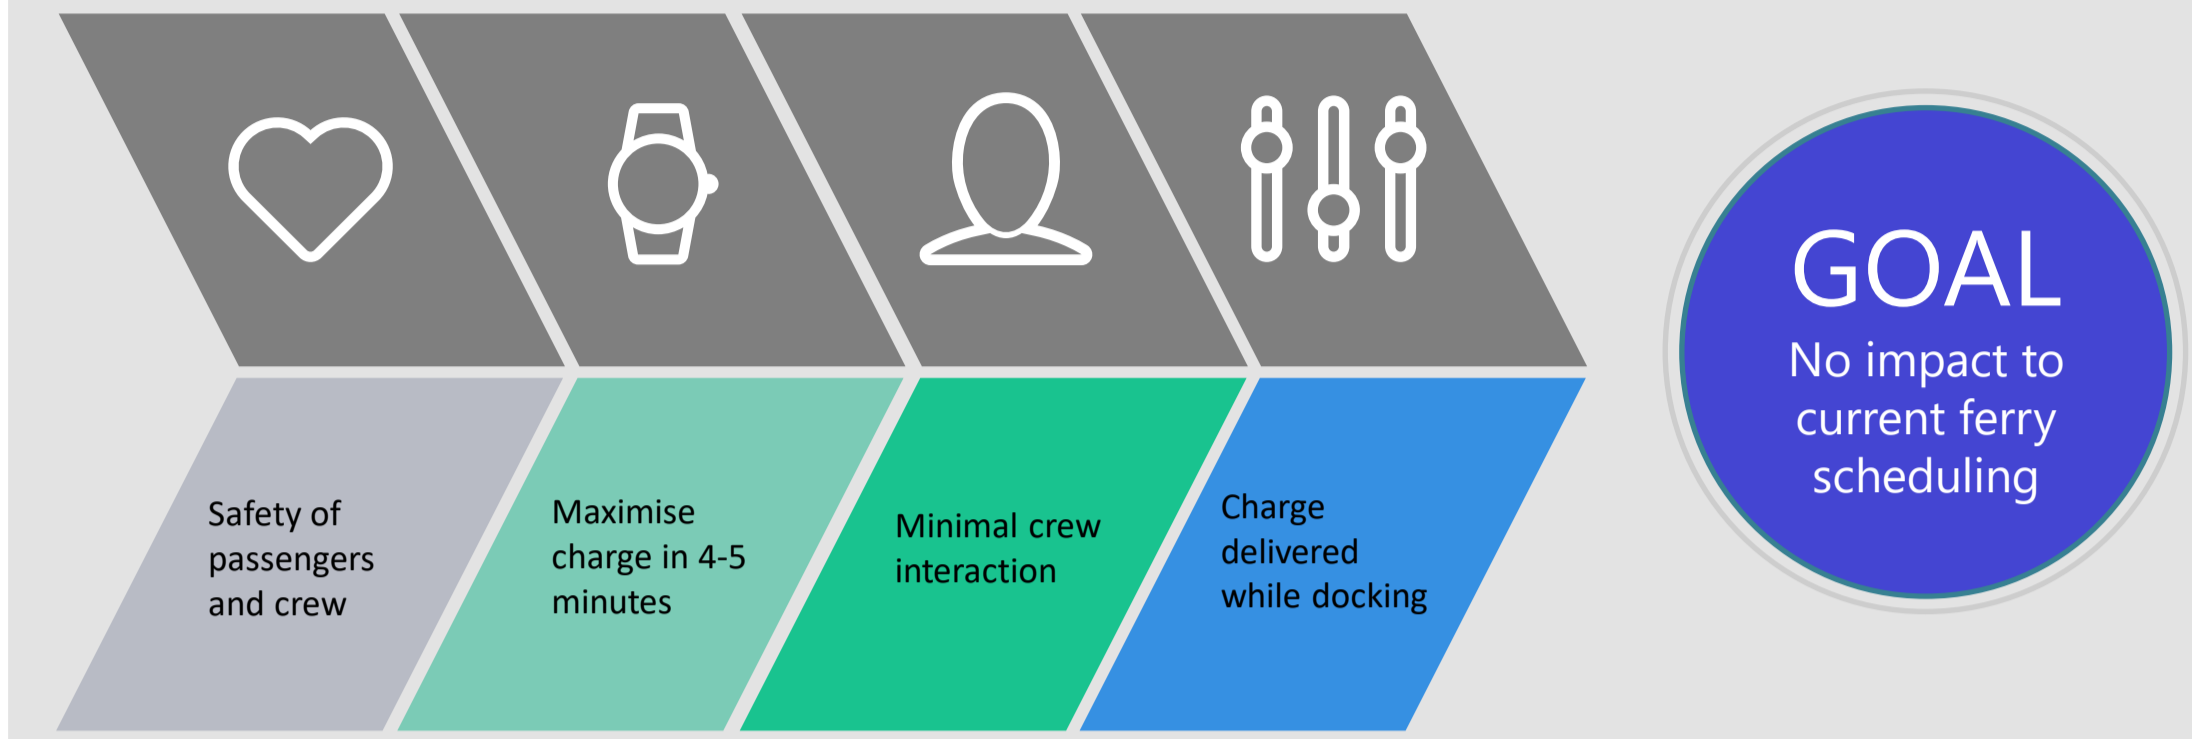 Safety of
passengers
and crew
Maximise
charge in 4-5
minutes
Minimal crew
interaction
Charge
delivered
while docking
GOAL
No impact to
current ferry
scheduling